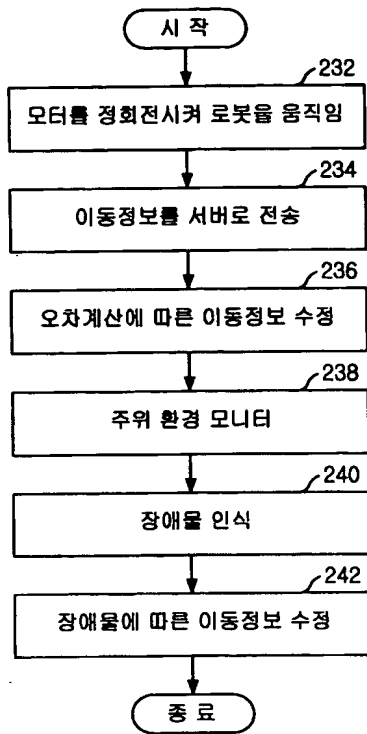 시 작
232
모터를 정회전시켜 로봇을 움직임
234
이동정보를 서버로 전송
236
오차계산에 따른 이동정보 수정
238
주위 환경 모니터
240
장애물 인식
242
장애물에 따른 이동정보 수정
종 료